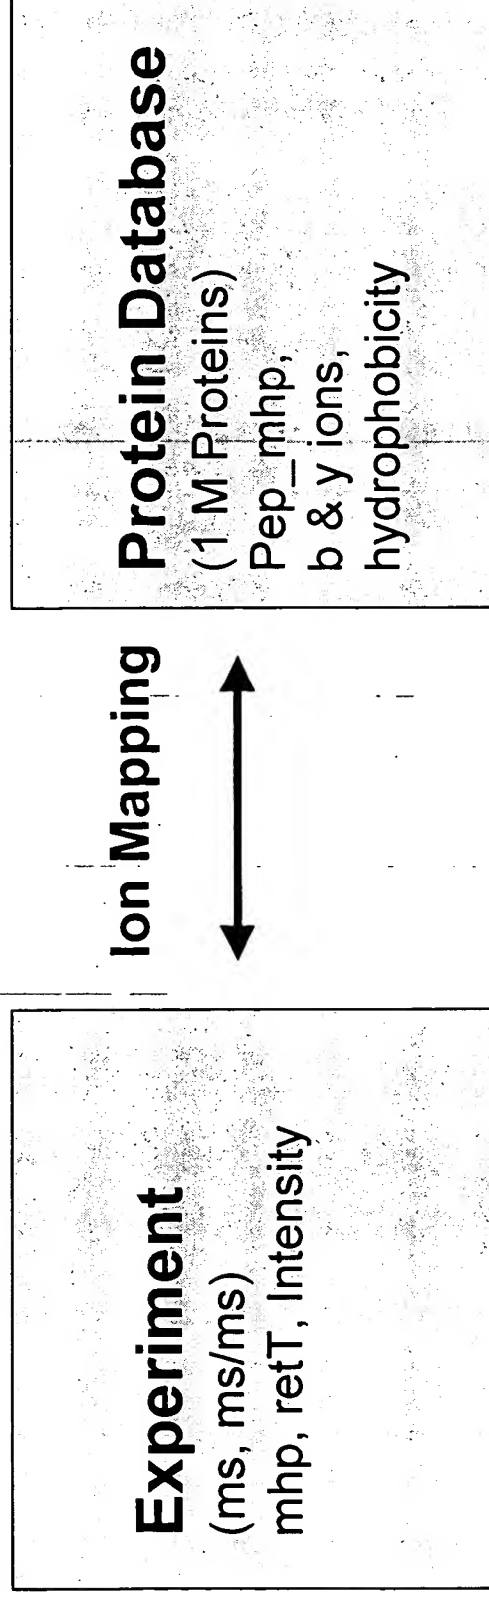 Experiment
(ms, ms/ms)
mhp, retT, Intensity
Ion Mapping
Protein Database
(1 M Proteins)
Pep_mhp,
b & y ions,
hydrophobicity